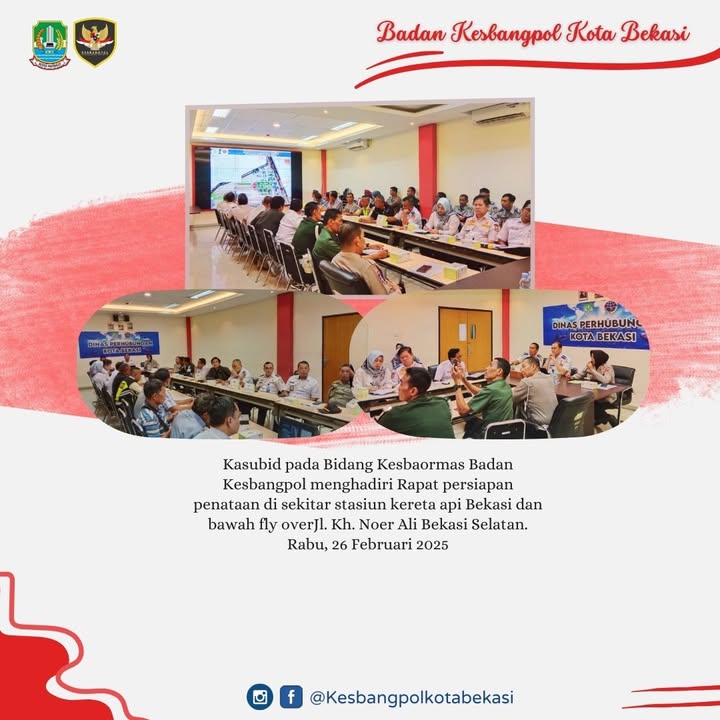 Badan Kesbangpol Kota Bekasi
DINAS PERHUBUNGAN
KOTA BEKASI
DINAS PERHUBUNG
KOTA BEKASI
Kasubid pada Bidang Kesbaormas Badan
Kesbangpol menghadiri Rapat persiapan
penataan di sekitar stasiun kereta api Bekasi dan
bawah fly overJl. Kh. Noer Ali Bekasi Selatan.
Rabu, 26 Februari 2025
@Kesbangpolkotabekasi